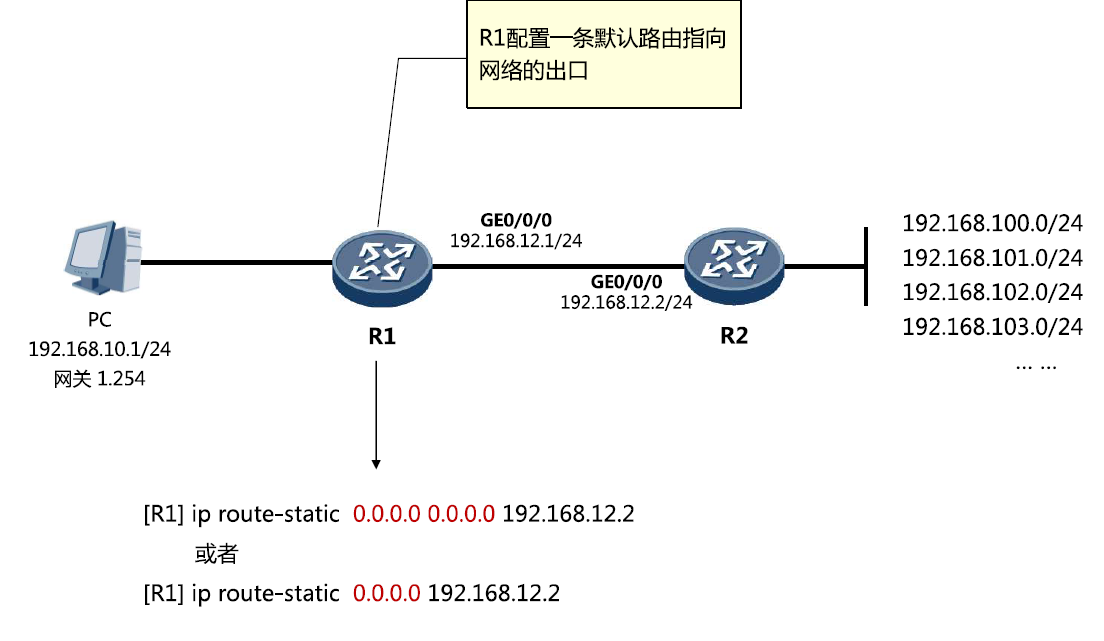 R1配置一条默认路由指向
网络的出口
GE0/0/0
192.168.12.1/24
GE0/0/0
192.168.12.2/24
192.168.100.0/24
192.168.101.0/24
192.168.102.0/24
192.168.103.0/24
... ...
PC
192.168.10.1/24
网关 1.254
R1
R2
[R1] ip route-static 0.0.0.0 0.0.0.0 192.168.12.2
或者
[R1] ip route-static 0.0.0.0 192.168.12.2